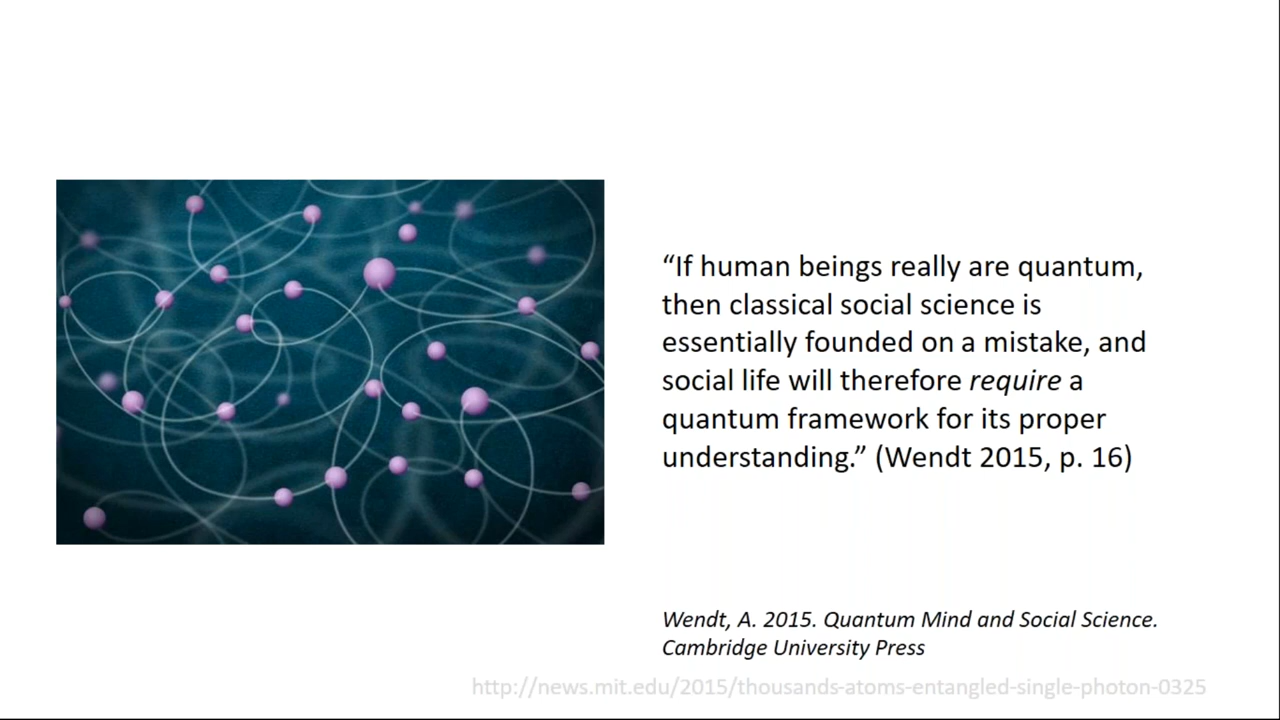 “If human beings really are quantum,
then classical social science is
essentially founded on a mistake, and
social life will therefore require a
quantum framework for its proper
understanding.” (Wendt 2015, p. 16)
Wendt, A. 2015. Quantum Mind and Social Science.
Cambridge University Press
http://news.mit.edu/2015/thousands-atoms-entangled-single-photon-0325